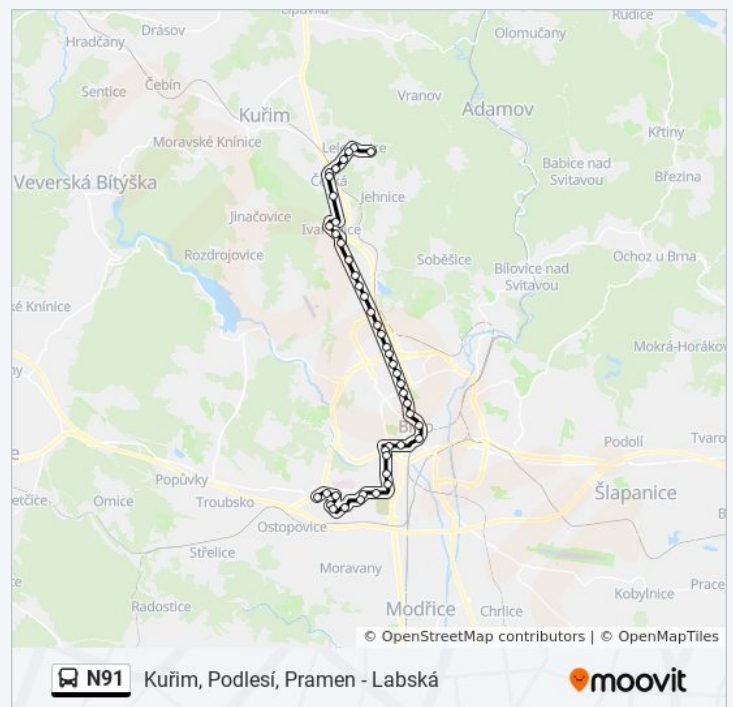 Lipůvka
Rudice
Drásov
Olomučany
Hradčany
Čebín
Sentice
Vranov
Adamov
Kuřim
Křtiny
Moravské Knínice
Babice nad
Svitavou
Březina
Veverská Bítýška
Jehnice
Jinačovice
Rozdrojovice
Soběšice
Ochoz u Brna
Bílovice nad
Svitavou
ké Knínice
Mokrá-Horákov
Podolí
Tvaro
Popůvky
Šlapanice
Omice
Troubsko
Ostopovice
Střelice
Moravany
Kobylnice
Prace
Radostice
Modřice
Chrlice
© OpenStreetMap contributors | © OpenMapTiles
N91
Kuřim, Podlesí, Pramen - Labská
moovit